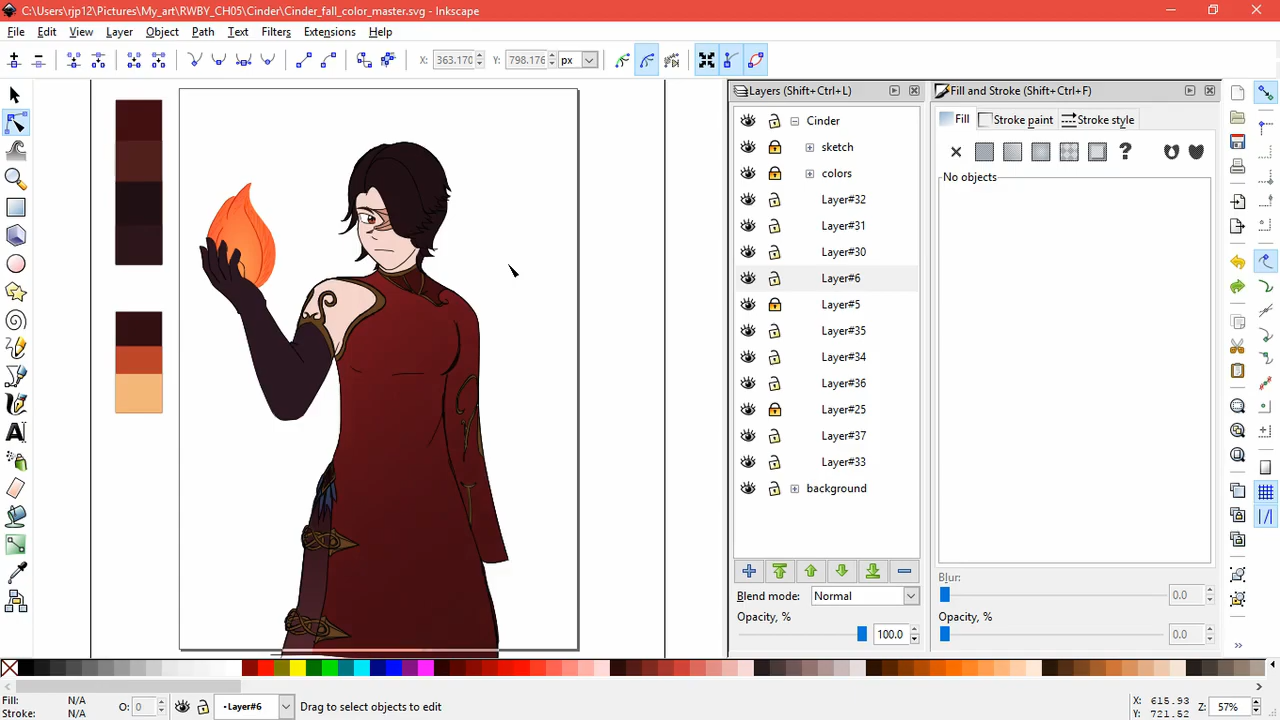 C:\Users\rjp12\Pictures\My_art\RWBY_CH05\Cinder\Cinder_fall_color_master.svg - Inkscape
File Edit View Layer Object Path Text Filters Extensions Help
X: 363.170 Y: 798.176 px
Layers (Shift+Ctrl+L)
Cinder
sketch
colors
Layer#32
Layer#31
Layer#30
Layer#6
Layer#5
Layer#35
Layer#34
Layer#36
Layer#25
Layer#37
Layer#33
background
Blend mode: Normal
Opacity, %
100.0
Fill and Stroke (Shift+Ctrl+F)
Fill Stroke paint Stroke style
?
No objects
Blur:
0.0
Opacity, %
0.0
»
Fill: N/A
Stroke: N/A
O: 0
·Layer#6
Drag to select objects to edit
X: 615.93
Y: 721.52
Z: 57%